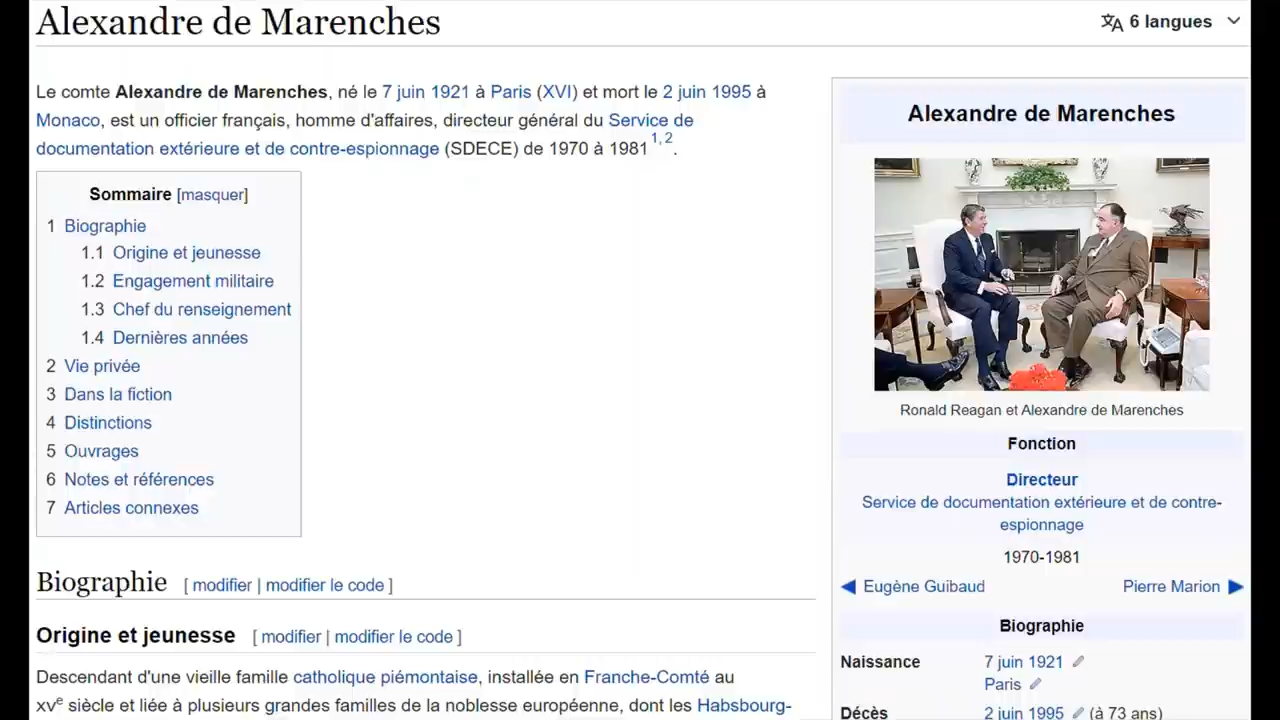 Alexandre de Marenches
6 langues
Le comte Alexandre de Marenches, né le 7 juin 1921 à Paris (XVI) et mort le 2 juin 1995 à
Monaco, est un officier français, homme d'affaires, directeur général du Service de
documentation extérieure et de contre-espionnage (SDECE) de 1970 à 1981 1, 2.
Sommaire [masquer]
1 Biographie
1.1 Origine et jeunesse
1.2 Engagement militaire
1.3 Chef du renseignement
1.4 Dernières années
2 Vie privée
3 Dans la fiction
4 Distinctions
5 Ouvrages
6 Notes et références
7 Articles connexes
Biographie [ modifier | modifier le code ]
Origine et jeunesse [ modifier | modifier le code ]
Descendant d'une vieille famille catholique piémontaise, installée en Franche-Comté au
XVe siècle et liée à plusieurs grandes familles de la noblesse européenne, dont les Habsbourg-
Alexandre de Marenches
Ronald Reagan et Alexandre de Marenches
Fonction
Directeur
Service de documentation extérieure et de contre-
espionnage
1970-1981
Eugène Guibaud
Pierre Marion
Biographie
Naissance 7 juin 1921
Paris
Décès 2 juin 1995 (à 73 ans)